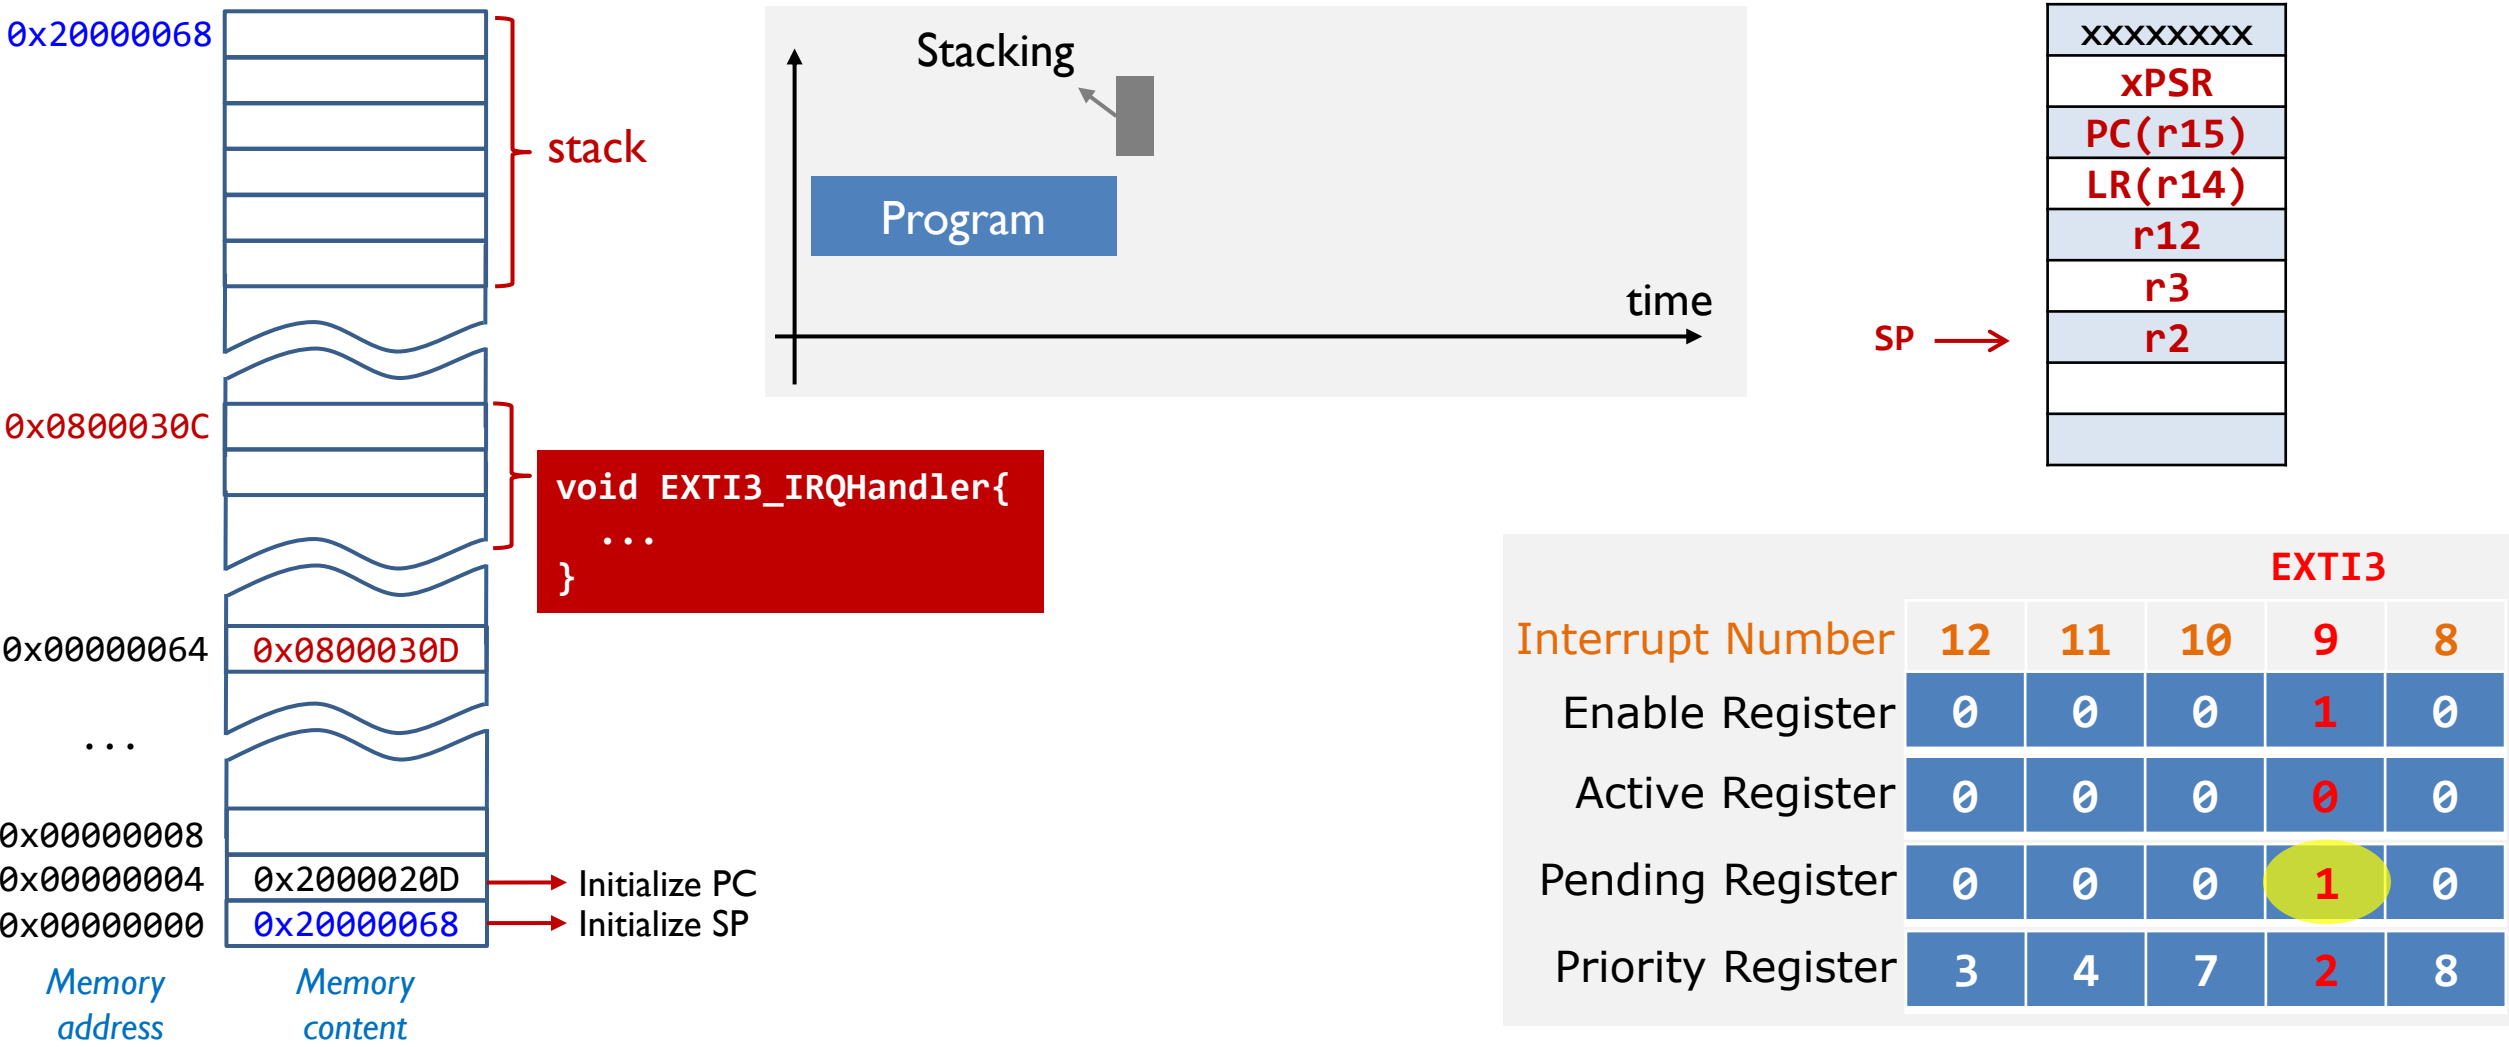 0x20000068
stack
0x0800030C
void EXTI3_IRQHandler{
...
}
0x00000064 0x0800030D
...
0x00000008
0x00000004 0x2000020D Initialize PC
0x00000000 0x20000068 Initialize SP
Memory address
Memory content
Stacking
Program
time
xxxxxxxx
xPSR
PC(r15)
LR(r14)
r12
r3
SP r2
EXTI3
Interrupt Number 12 11 10 9 8
Enable Register 0 0 0 1 0
Active Register 0 0 0 0 0
Pending Register 0 0 0 1 0
Priority Register 3 4 7 2 8